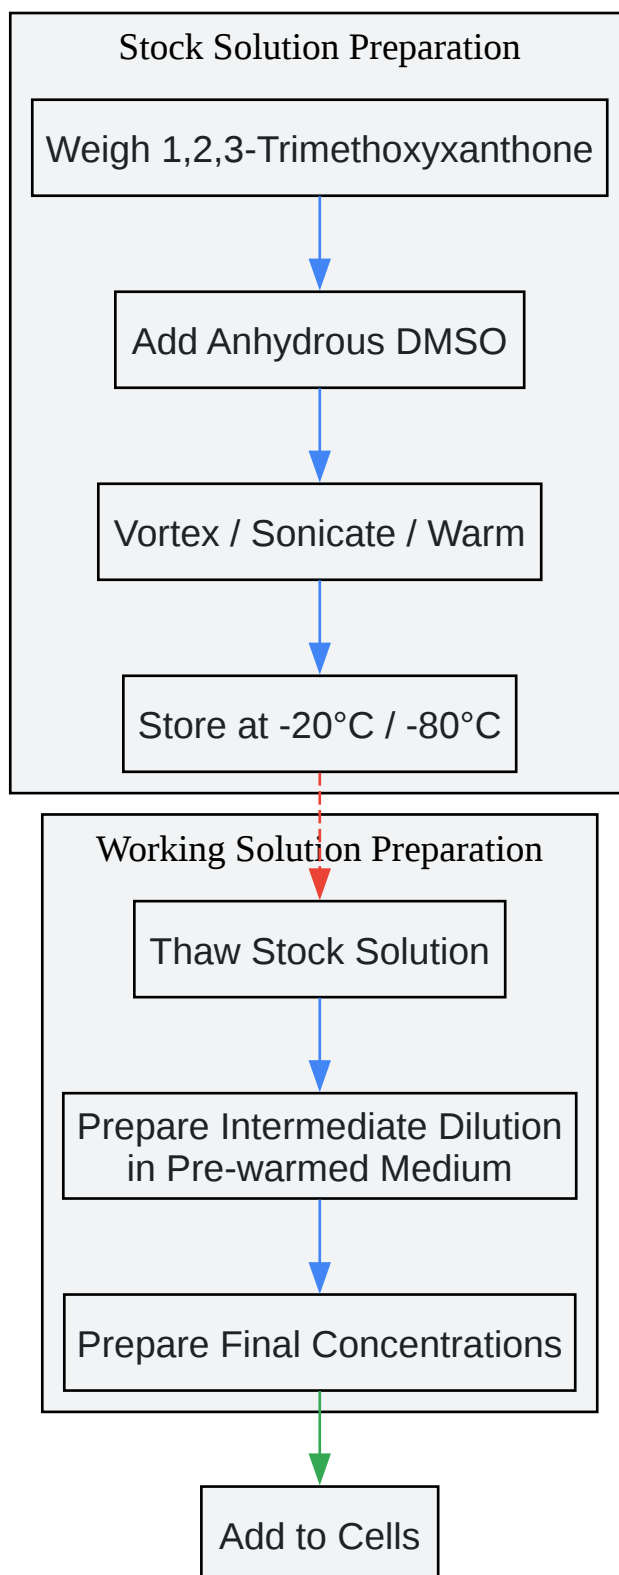 Stock Solution Preparation
Weigh 1,2,3-Trimethoxyxanthone
Add Anhydrous DMSO
Vortex / Sonicate / Warm
Store at -20°C / -80°C
Working Solution Preparation
Thaw Stock Solution
Prepare Intermediate Dilution
in Pre-warmed Medium
Prepare Final Concentrations
Add to Cells